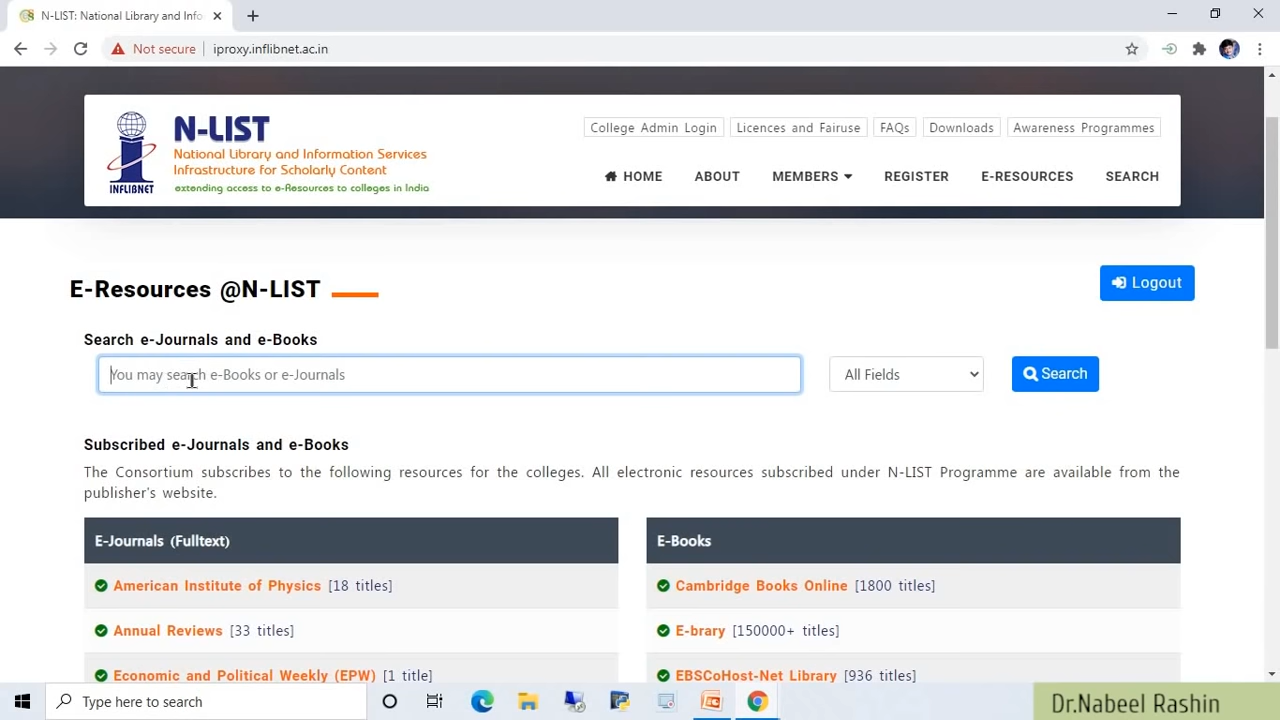 N-LIST: National Library and Info
Not secure
iproxy.inflibnet.ac.in
INFLIBNET
N-LIST
National Library and Information Services
Infrastructure for Scholarly Content
extending access to e-Resources to colleges in India
College Admin Login
Licences and Fairuse
FAQs
Downloads
Awareness Programmes
HOME
ABOUT
MEMBERS
REGISTER
E-RESOURCES
SEARCH
E-Resources @N-LIST
Logout
Search e-Journals and e-Books
You may search e-Books or e-Journals
All Fields
Search
Subscribed e-Journals and e-Books
The Consortium subscribes to the following resources for the colleges. All electronic resources subscribed under N-LIST Programme are available from the
publisher's website.
E-Journals (Fulltext)
American Institute of Physics [18 titles]
Annual Reviews [33 titles]
Economic and Political Weekly (EPW) [1 title]
E-Books
Cambridge Books Online [1800 titles]
E-brary [150000+ titles]
EBSCoHost-Net Library [936 titles]
Type here to search
Dr.Nabeel Rashin